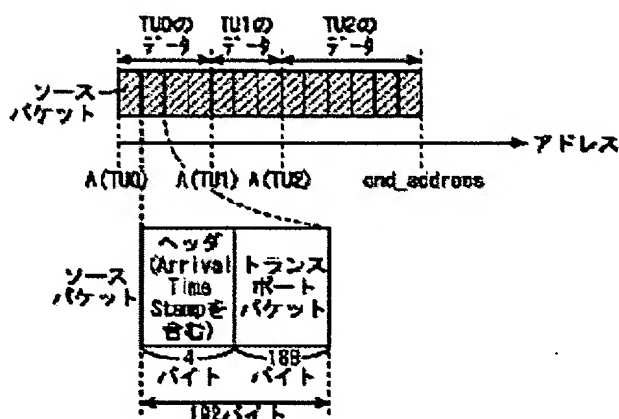 TU0の データ
TU1の データ
TU2の データ
ソース パケット
アドレス
A(TU0) A(TU1) A(TU2) end_address
ソース パケット
ヘッダ (Arrival Time Stampを 含む)
トランス ポート パケット
4 バイト
188 バイト
192バイト